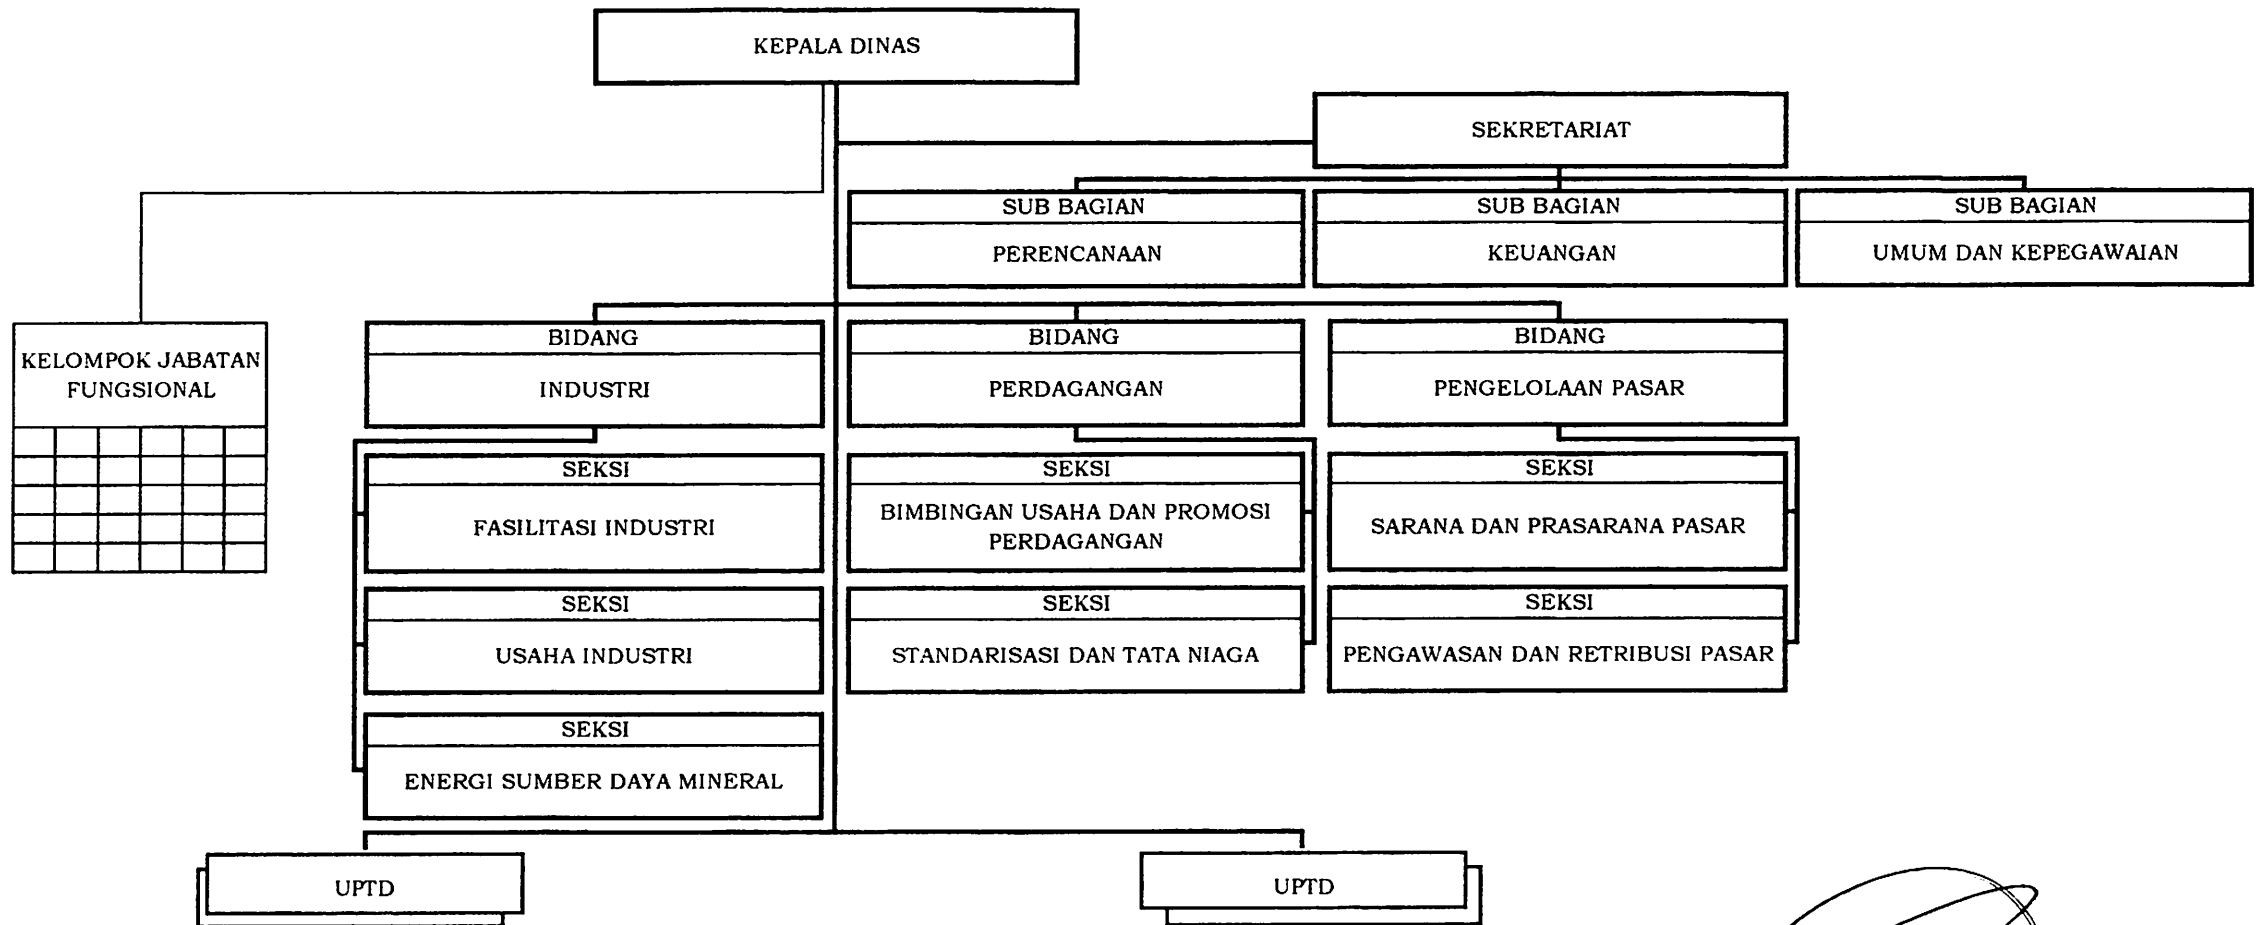 KEPALA DINAS
SEKRETARIAT
SUB BAGIAN
PERENCANAAN
SUB BAGIAN
KEUANGAN
SUB BAGIAN
UMUM DAN KEPEGAWAIAN
KELOMPOK JABATAN
FUNGSIONAL
BIDANG
INDUSTRI
BIDANG
PERDAGANGAN
BIDANG
PENGELOLAAN PASAR
SEKSI
FASILITASI INDUSTRI
SEKSI
BIMBINGAN USAHA DAN PROMOSI
PERDAGANGAN
SEKSI
SARANA DAN PRASARANA PASAR
SEKSI
USAHA INDUSTRI
SEKSI
STANDARISASI DAN TATA NIAGA
SEKSI
PENGAWASAN DAN RETRIBUSI PASAR
SEKSI
ENERGI SUMBER DAYA MINERAL
UPTD
UPTD